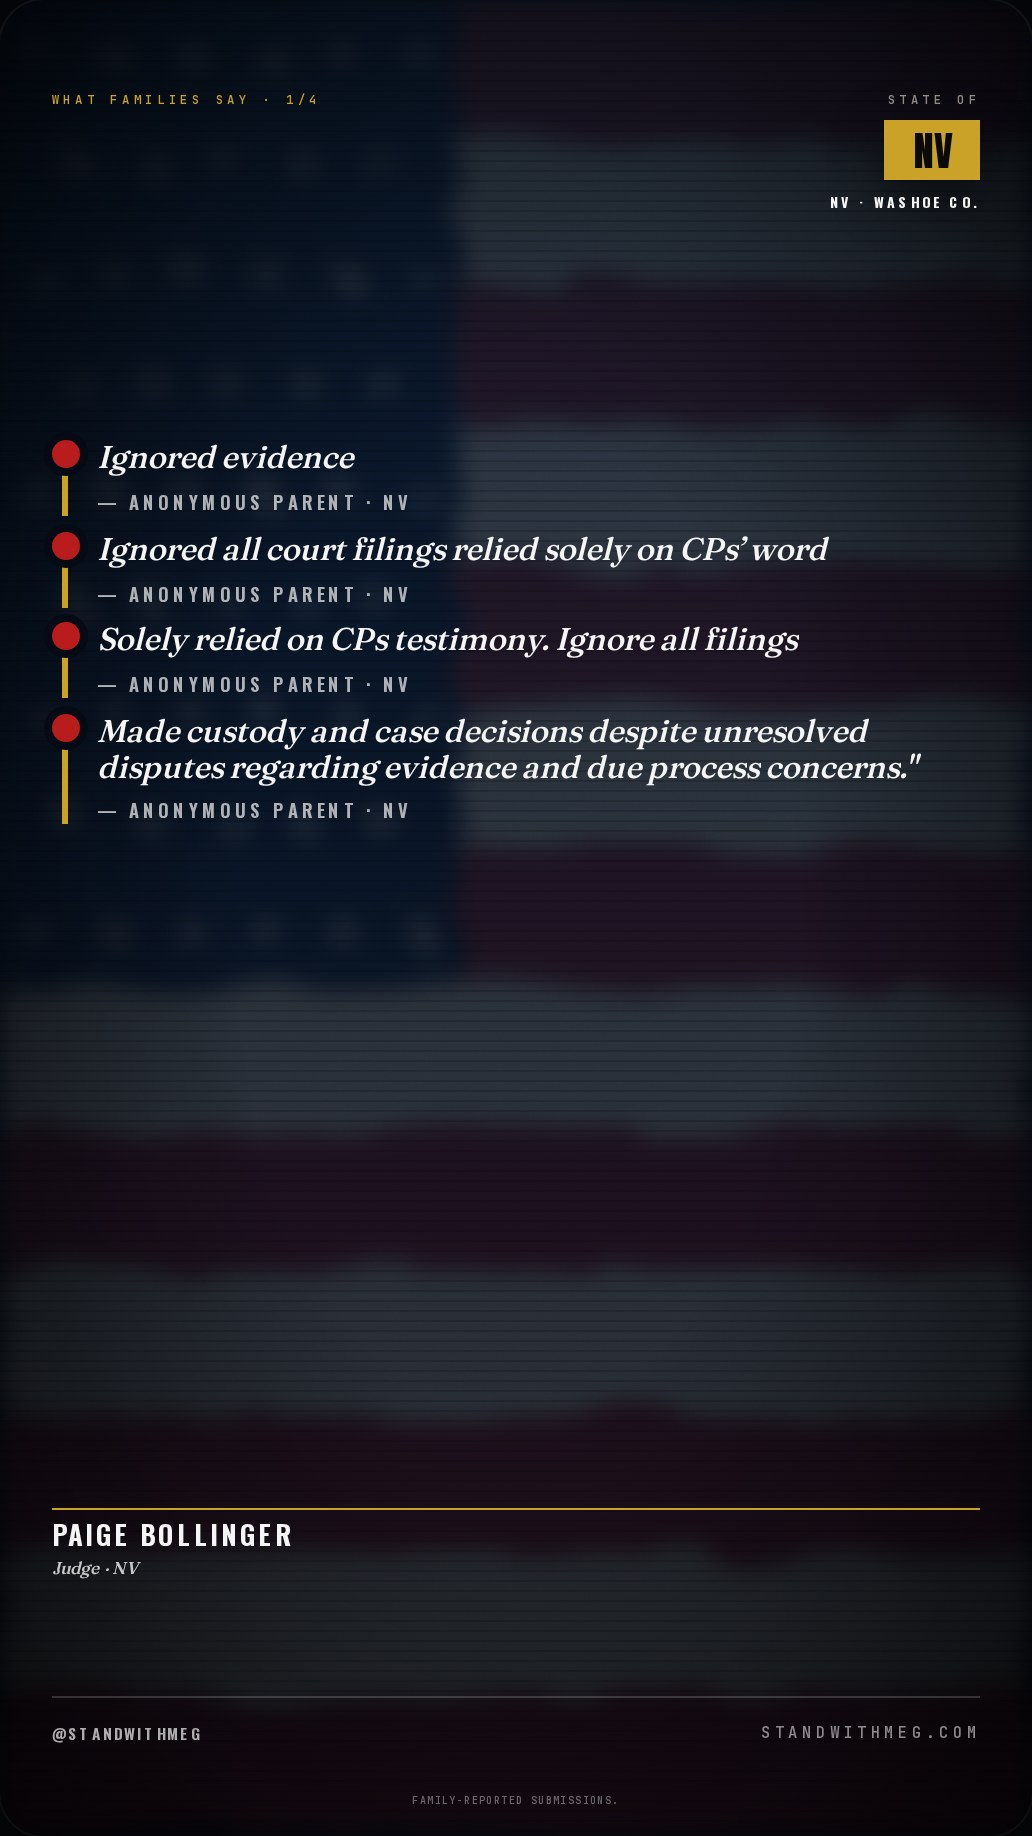 WHAT FAMILIES SAY · 1/4
STATE OF
NV
NV · WASHOE CO.
Ignored evidence
— ANONYMOUS PARENT · NV
Ignored all court filings relied solely on CPs’ word
— ANONYMOUS PARENT · NV
Solely relied on CPs testimony. Ignore all filings
— ANONYMOUS PARENT · NV
Made custody and case decisions despite unresolved
disputes regarding evidence and due process concerns."
— ANONYMOUS PARENT · NV
PAIGE BOLLINGER
Judge · NV
@STANDWITHMEG
STANDWITHMEG.COM
FAMILY-REPORTED SUBMISSIONS.